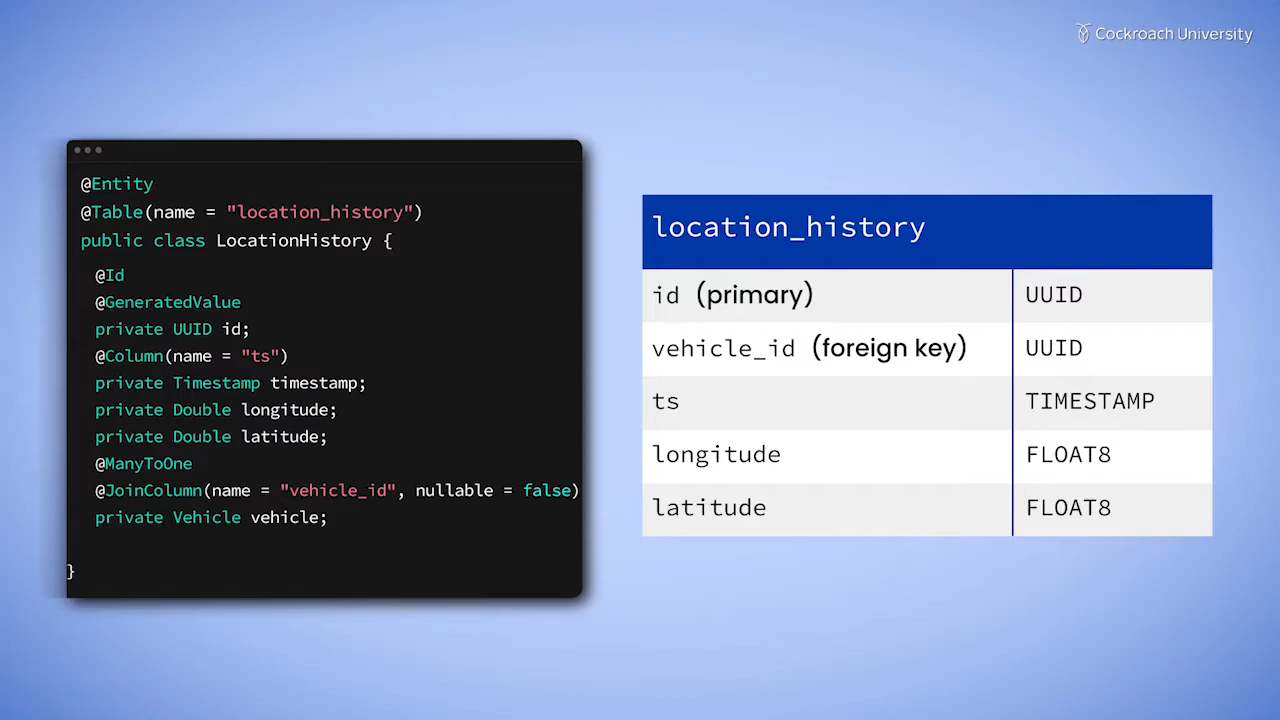 Cockroach University
@Entity
@Table(name = "location_history")
public class LocationHistory {
@Id
@GeneratedValue
private UUID id;
@Column(name = "ts")
private Timestamp timestamp;
private Double longitude;
private Double latitude;
@ManyToOne
@JoinColumn(name = "vehicle_id", nullable = false)
private Vehicle vehicle;
}
location_history
id (primary) UUID
vehicle_id (foreign key) UUID
ts TIMESTAMP
longitude FLOAT8
latitude FLOAT8